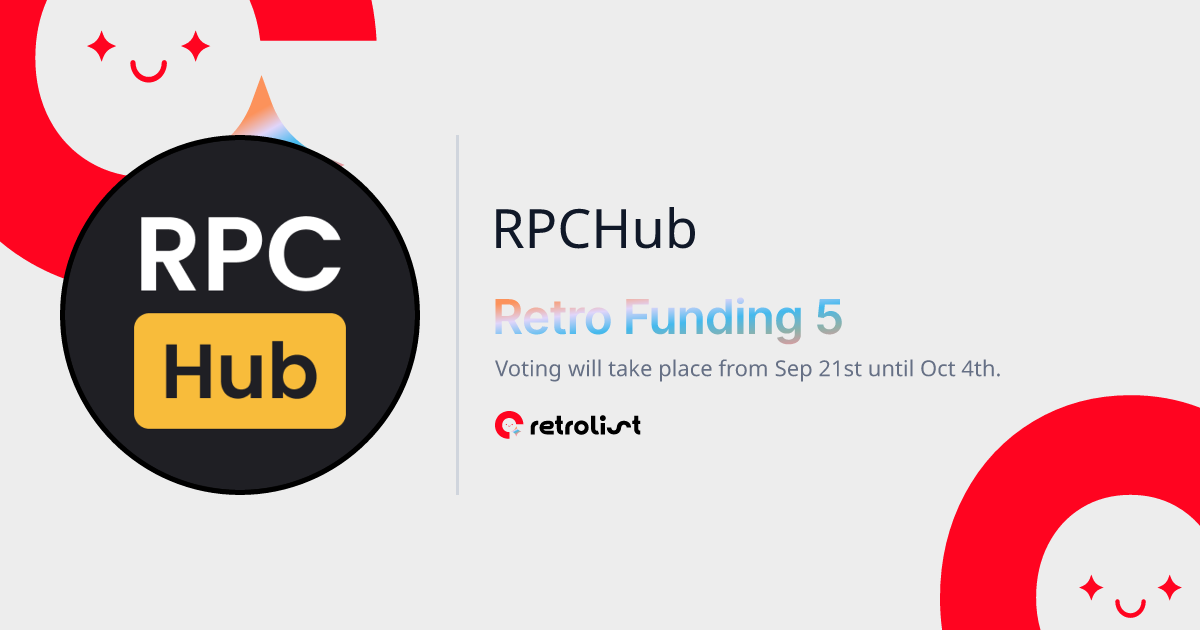 RPC
Hub
RPCHub
Retro Funding 5
Voting will take place from Sep 21st until Oct 4th.
retrolist